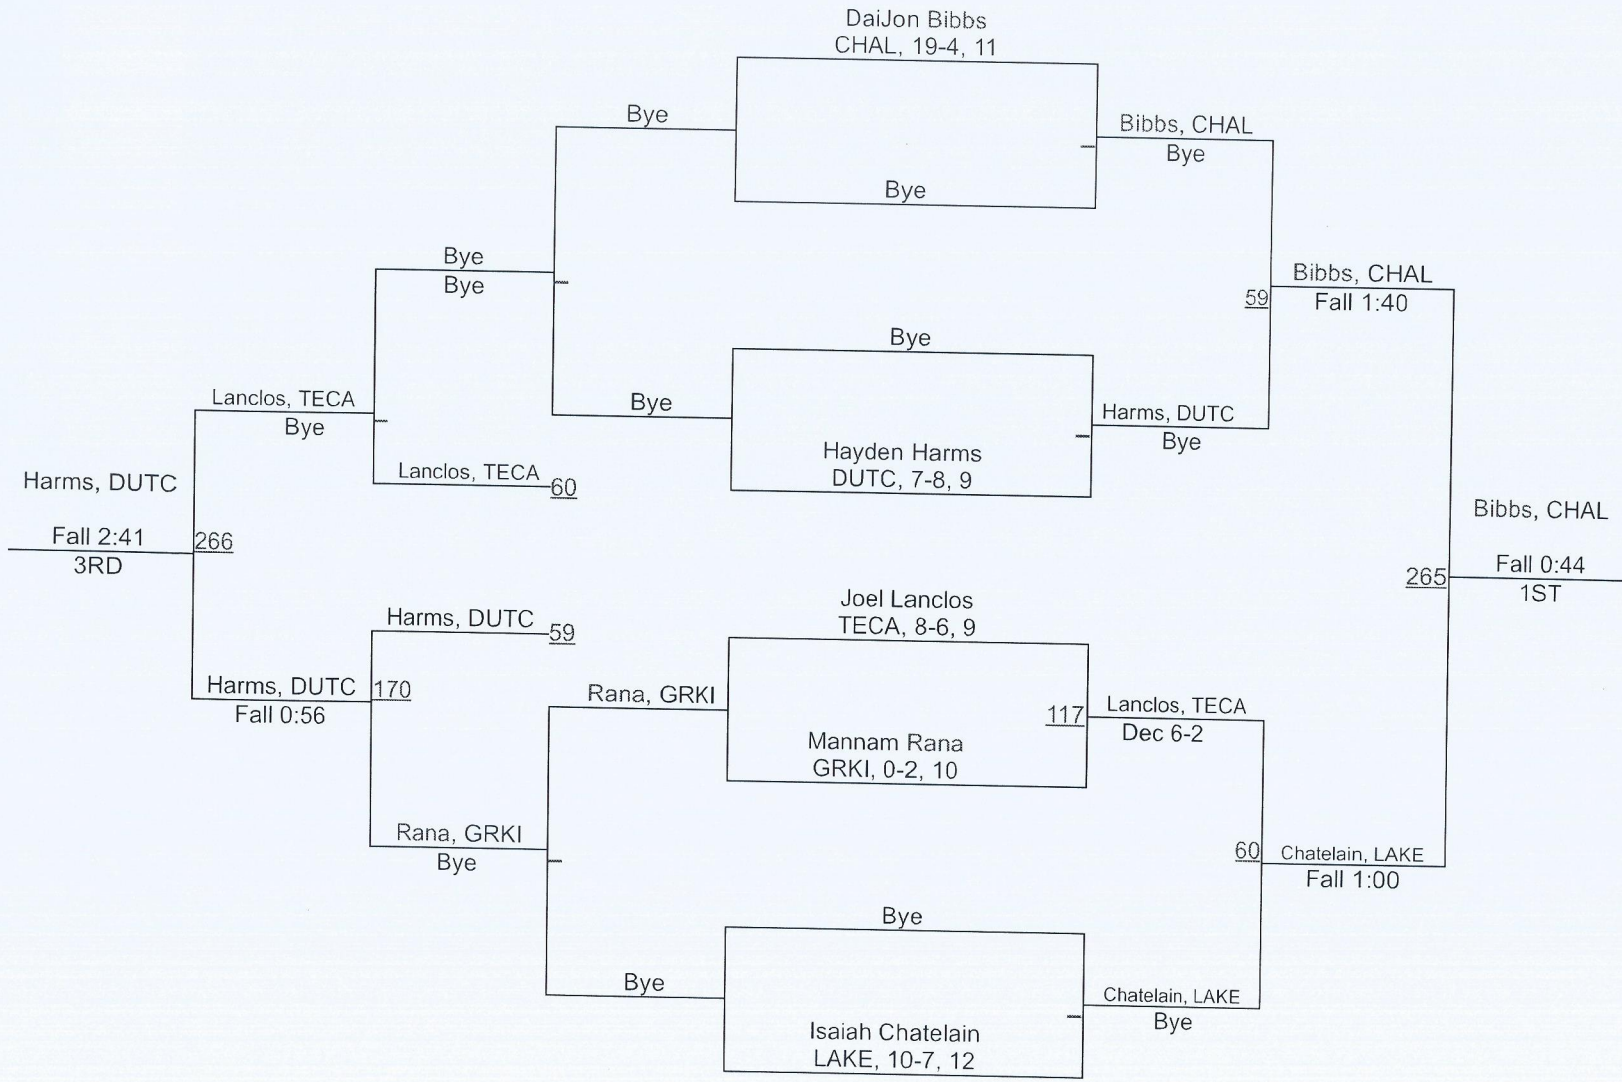 DaiJon Bibbs
CHAL, 19-4, 11
Bye
Bibbs, CHAL
Bye
Bye
Bye
Bye
Bibbs, CHAL
59
Fall 1:40
Bye
Lanclos, TECA
Bye
Bye
Harms, DUTC
Bye
Hayden Harms
DUTC, 7-8, 9
Lanclos, TECA
60
Harms, DUTC
Fall 2:41
3RD
266
Bibbs, CHAL
265
Fall 0:44
1ST
Joel Lanclos
TECA, 8-6, 9
Harms, DUTC
59
Harms, DUTC
170
Fall 0:56
Rana, GRKI
117
Lanclos, TECA
Dec 6-2
Mannam Rana
GRKI, 0-2, 10
Rana, GRKI
Bye
60
Chatelain, LAKE
Fall 1:00
Bye
Bye
Chatelain, LAKE
Bye
Isaiah Chatelain
LAKE, 10-7, 12